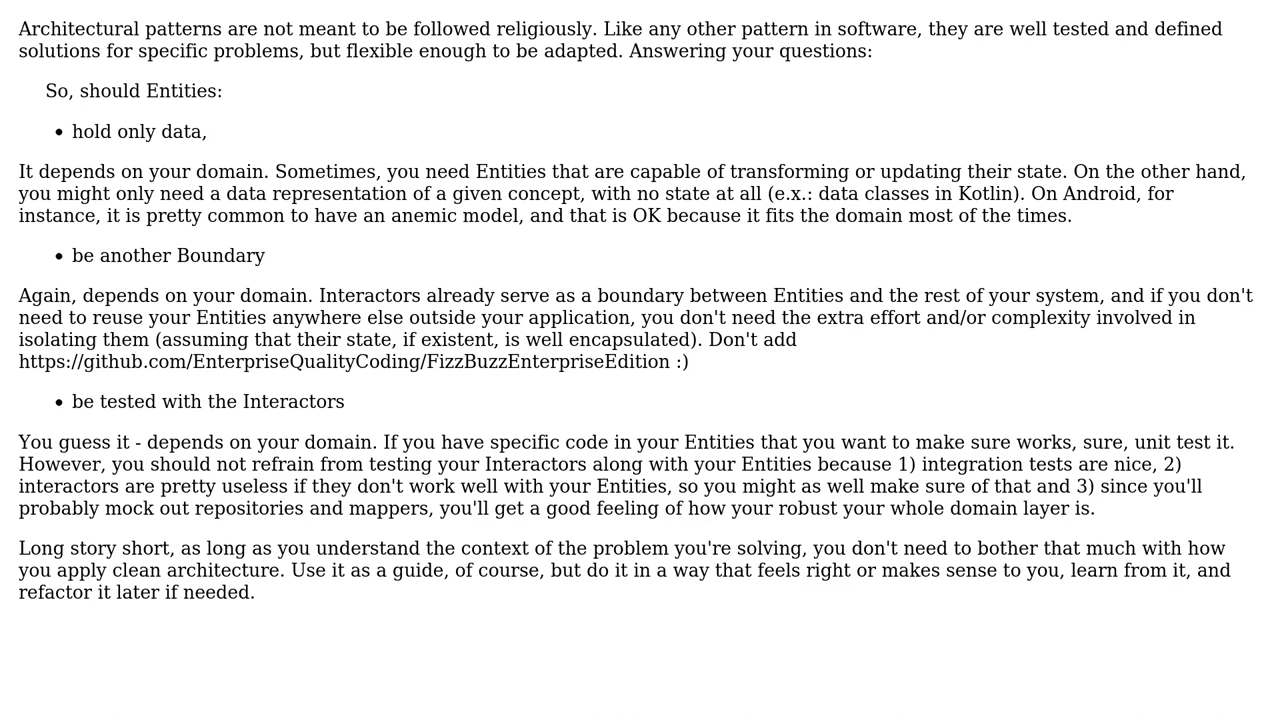 Architectural patterns are not meant to be followed religiously. Like any other pattern in software, they are well tested and defined
solutions for specific problems, but flexible enough to be adapted. Answering your questions:
So, should Entities:
• hold only data,
It depends on your domain. Sometimes, you need Entities that are capable of transforming or updating their state. On the other hand,
you might only need a data representation of a given concept, with no state at all (e.x.: data classes in Kotlin). On Android, for
instance, it is pretty common to have an anemic model, and that is OK because it fits the domain most of the times.
• be another Boundary
Again, depends on your domain. Interactors already serve as a boundary between Entities and the rest of your system, and if you don't
need to reuse your Entities anywhere else outside your application, you don't need the extra effort and/or complexity involved in
isolating them (assuming that their state, if existent, is well encapsulated). Don't add
https://github.com/EnterpriseQualityCoding/FizzBuzzEnterpriseEdition :)
• be tested with the Interactors
You guess it - depends on your domain. If you have specific code in your Entities that you want to make sure works, sure, unit test it.
However, you should not refrain from testing your Interactors along with your Entities because 1) integration tests are nice, 2)
interactors are pretty useless if they don't work well with your Entities, so you might as well make sure of that and 3) since you'll
probably mock out repositories and mappers, you'll get a good feeling of how your robust your whole domain layer is.
Long story short, as long as you understand the context of the problem you're solving, you don't need to bother that much with how
you apply clean architecture. Use it as a guide, of course, but do it in a way that feels right or makes sense to you, learn from it, and
refactor it later if needed.